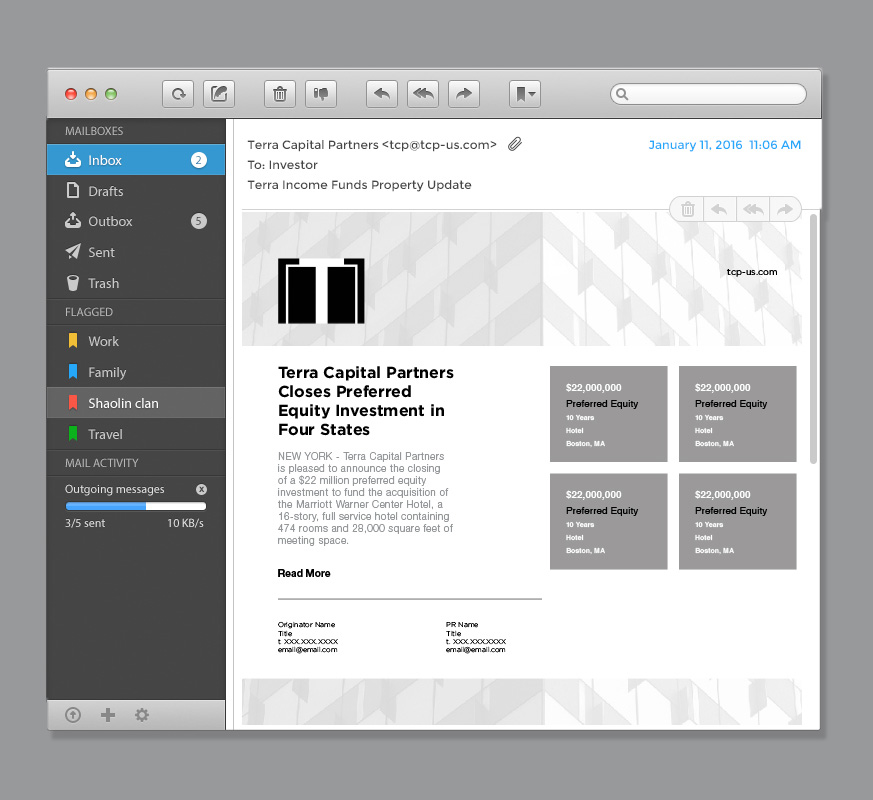 MAILBOXES
Inbox
2
Drafts
Outbox
5
Sent
Trash
FLAGGED
Work
Family
Shaolin clan
Travel
MAIL ACTIVITY
Outgoing messages
3/5 sent
10 KB/s
Terra Capital Partners <tcp@tcp-us.com>
January 11, 2016 11:06 AM
To: Investor
Terra Income Funds Property Update
tcp-us.com
Terra Capital Partners
Closes Preferred
Equity Investment in
Four States
NEW YORK - Terra Capital Partners
is pleased to announce the closing
of a $22 million preferred equity
investment to fund the acquisition of
the Marriott Warner Center Hotel, a
16-story, full service hotel containing
474 rooms and 28,000 square feet of
meeting space.
Read More
$22,000,000
Preferred Equity
10 Years
Hotel
Boston, MA
$22,000,000
Preferred Equity
10 Years
Hotel
Boston, MA
$22,000,000
Preferred Equity
10 Years
Hotel
Boston, MA
$22,000,000
Preferred Equity
10 Years
Hotel
Boston, MA
Originator Name
Title
t. XXX.XXX.XXXX
email@email.com
PR Name
Title
t. XXX.XXX.XXXX
email@email.com